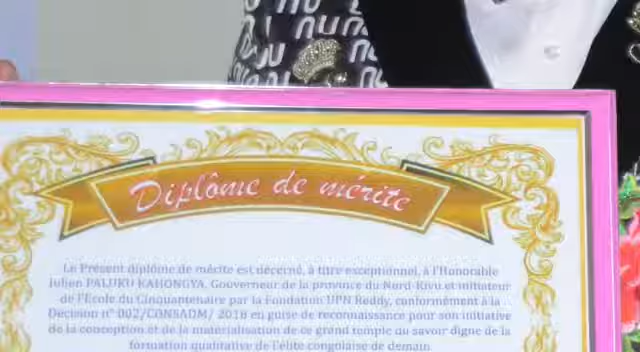 Diplôme de mérite
Le Présent diplôme de mérite est décerné, à titre exceptionnel, à l'Honorable
Julien PALUKU KAHONGYA, Gouverneur de la province du Nord-Kivu et initiateur
de l'Ecole du Cinquantenaire par la Fondation UPN Reddy, conformément à la
Décision n° 002/CONSADM/ 2018 en guise de reconnaissance pour son initiative
de la conception et de la matérialisation de ce grand temple du savoir digne de la
formation qualitative de l'élite congolaise de demain.